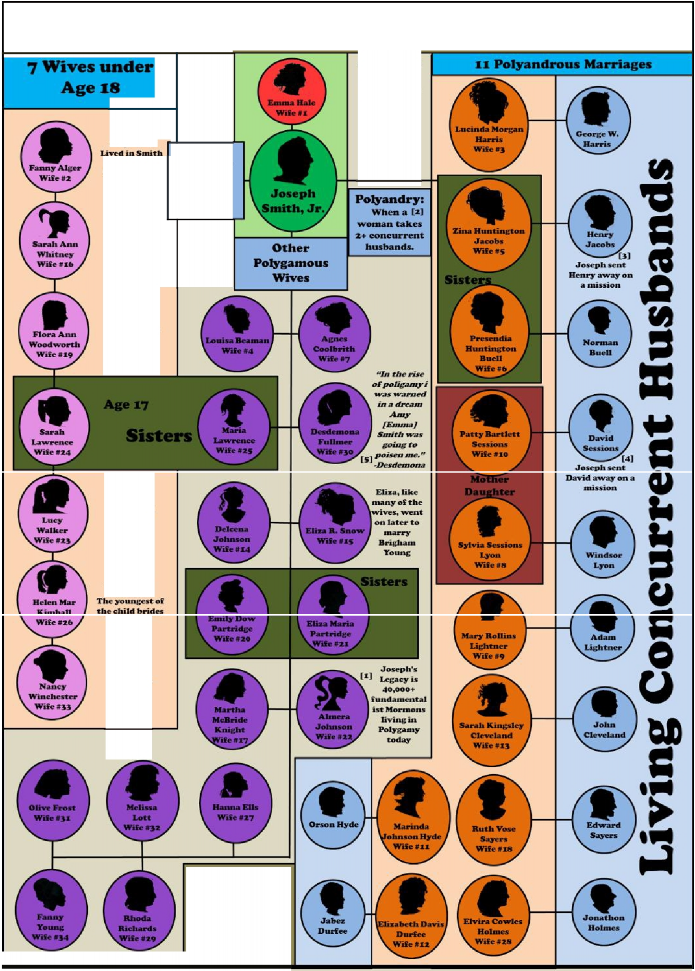 7 Wives under
Age 18
Fanny Alger
Wife #2
Lived in Smith
Sarah Ann
Whitney
Wife #16
Flora Ann
Woodworth
Wife #19
Age 17
Sisters
Sarah
Lawrence
Wife #24
Maria
Lawrence
Wife #25
Lucy
Walker
Wife #23
Helen Mar
Kimball
Wife #26
The youngest of
the child brides
Nancy
Winchester
Wife #33
Emma Hale
Wife #1
Joseph
Smith, Jr.
Other
Polygamous
Wives
Polyandry:
When a [2]
woman takes
2+ concurrent
husbands.
Louisa Beaman
Wife #4
Agnes
Coolbrith
Wife #7
Desdemona
Fullmer
Wife #30
"In the rise
of poligamy i
was warned
in a dream
Amy
[Emma]
Smith was
going to
poisen me."
[5] -Desdemona
Delcena
Johnson
Wife #14
Eliza R. Snow
Wife #15
Eliza, like
many of the
wives, went
on later to
marry
Brigham
Young
Sisters
Emily Dow
Partridge
Wife #20
Eliza Maria
Partridge
Wife #21
Martha
McBride
Knight
Wife #17
Almera
Johnson
Wife #22
[1] Joseph's
Legacy is
40,000+
fundamental
ist Mormons
living in
Polygamy
today
Olive Frost
Wife #31
Melissa
Lott
Wife #32
Hanna Ells
Wife #27
Fanny
Young
Wife #34
Rhoda
Richards
Wife #29
11 Polyandrous Marriages
Lucinda Morgan
Harris
Wife #3
George W.
Harris
Zina Huntington
Jacobs
Wife #5
Henry
Jacobs
[3]
Joseph sent
Henry away on
a mission
Sisters
Presendia
Huntington
Buell
Wife #6
Norman
Buell
Patty Bartlett
Sessions
Wife #10
David
Sessions
[4]
Joseph sent
David away on a
mission
Mother
Daughter
Sylvia Sessions
Lyon
Wife #8
Windsor
Lyon
Mary Rollins
Lightner
Wife #9
Adam
Lightner
Sarah Kingsley
Cleveland
Wife #13
John
Cleveland
Orson Hyde
Marinda
Johnson Hyde
Wife #11
Ruth Vose
Sayers
Wife #18
Edward
Sayers
Jabez
Durfee
Elizabeth Davis
Durfee
Wife #12
Elvira Cowles
Holmes
Wife #28
Jonathon
Holmes
Living Concurrent Husbands